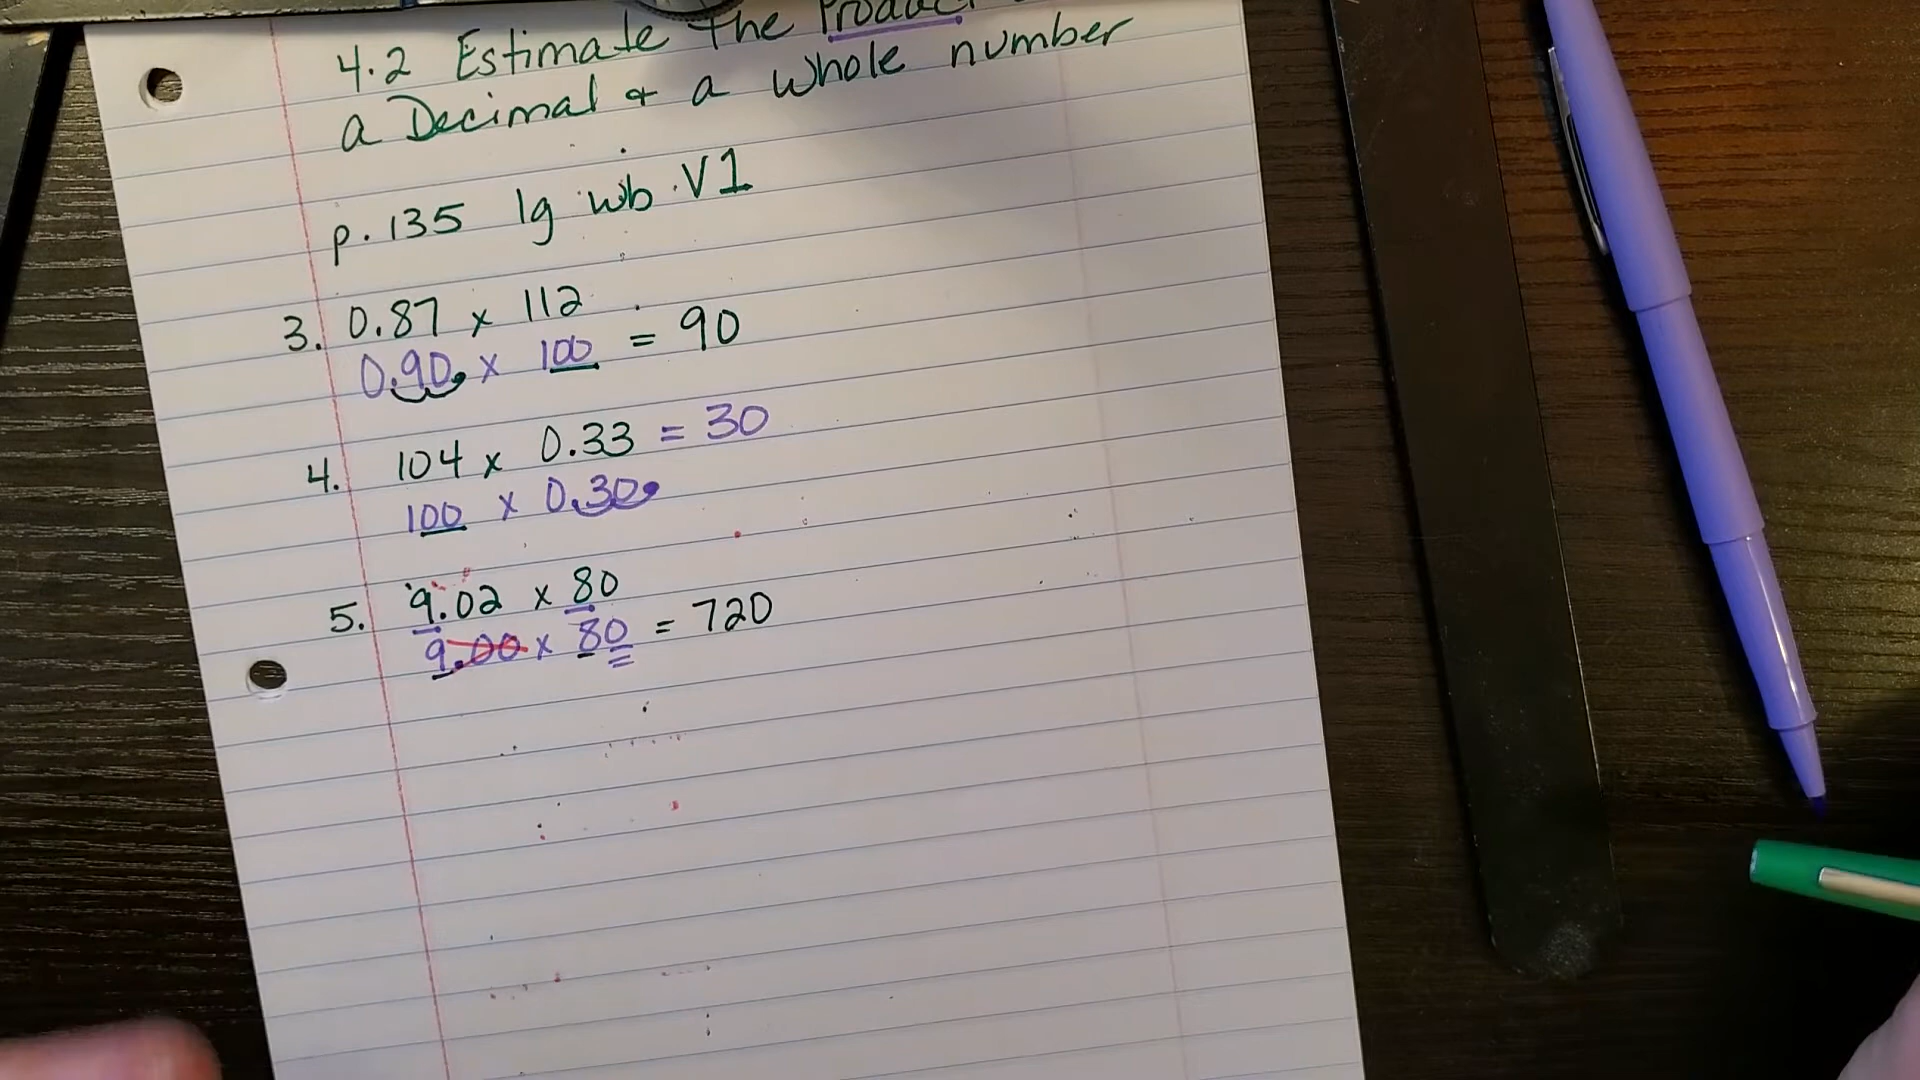 4.2 Estimate the Product
a Decimal & a whole number
p. 135 lg wb V1
3. 0.87 x 112
0.90 x 100 = 90
4. 104 x 0.33 = 30
100 x 0.30
5. 9.02 x 80
9.00 x 80 = 720